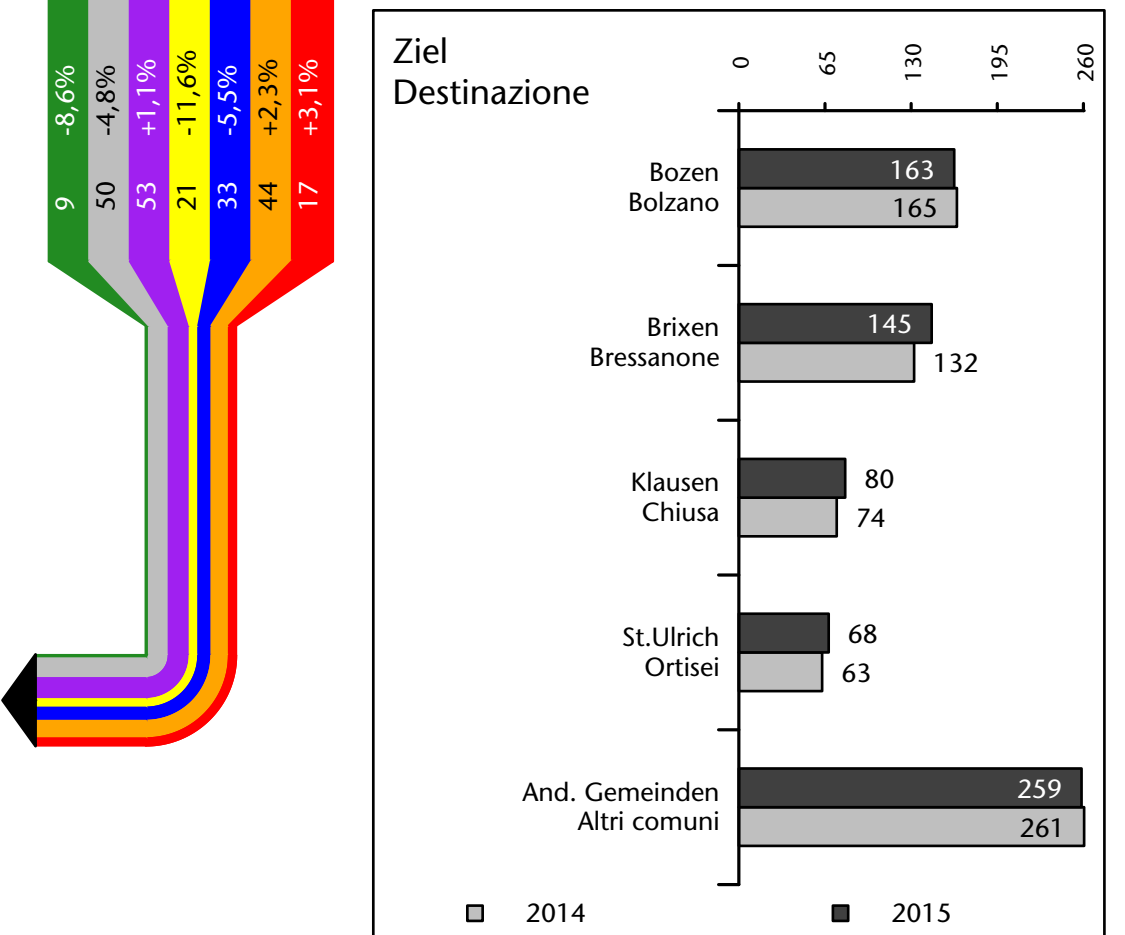 9 -8,6%
50 -4,8%
53 +1,1%
21 -11,6%
33 -5,5%
44 +2,3%
17 +3,1%
Ziel
Destinazione
0 65 130 195 260
Bozen
Bolzano
163
165
Brixen
Bressanone
145
132
Klausen
Chiusa
80
74
St.Ulrich
Ortisei
68
63
And. Gemeinden
Altri comuni
259
261
2014 2015